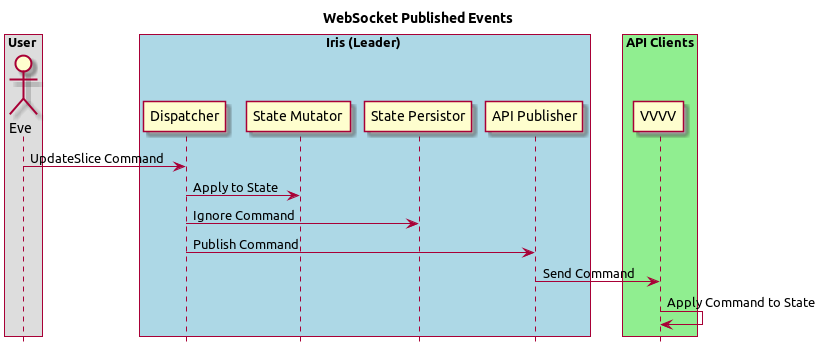 WebSocket Published Events
User
Iris (Leader)
API Clients
Eve
Dispatcher
State Mutator
State Persistor
API Publisher
VVVV
UpdateSlice Command
Apply to State
Ignore Command
Publish Command
Send Command
Apply Command to State